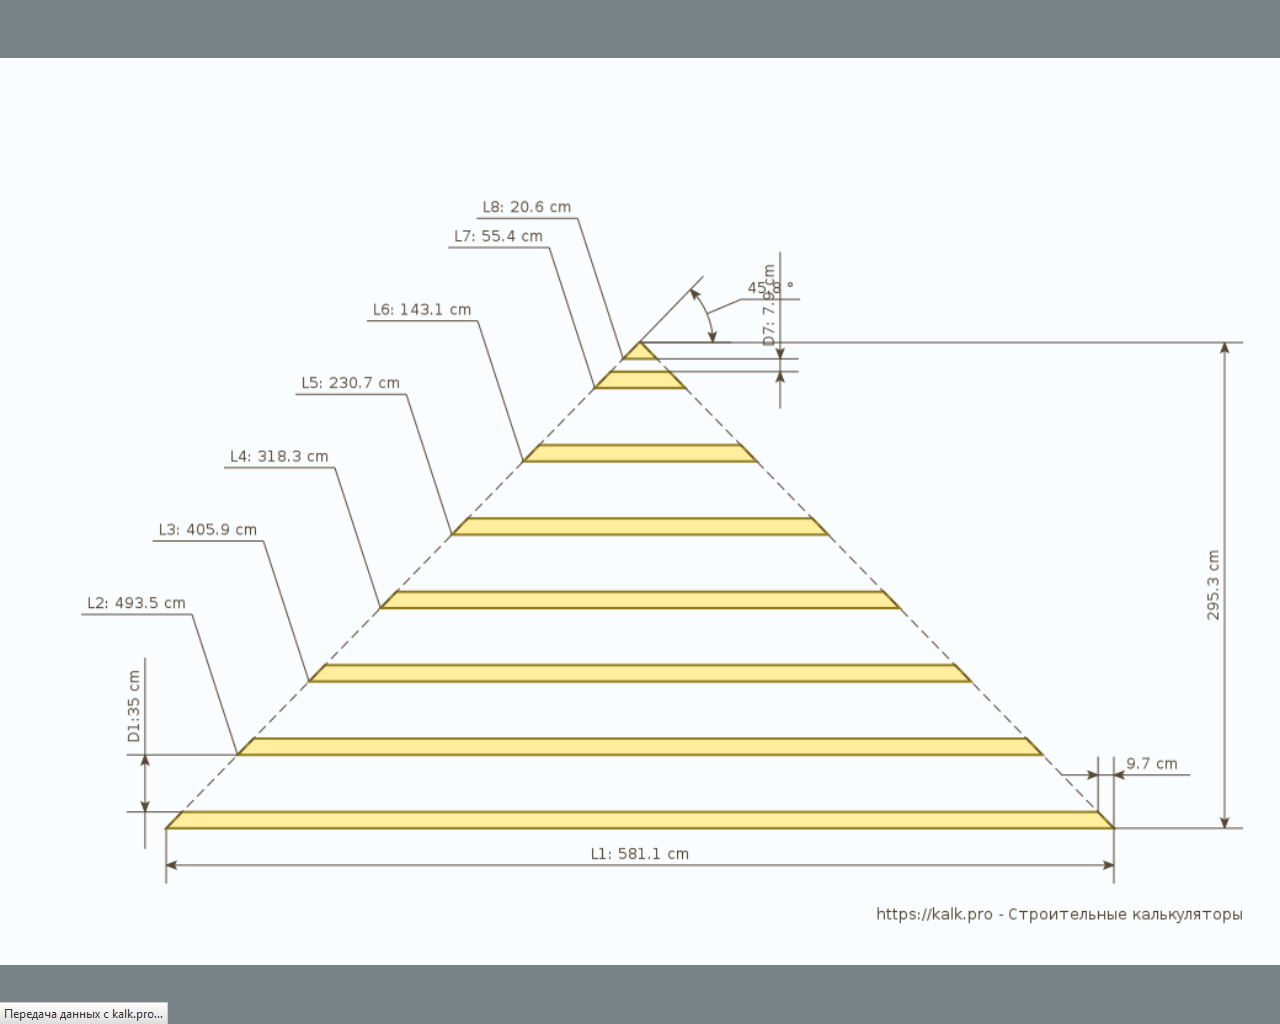 L8: 20.6 cm
L7: 55.4 cm
45.8 °
D7: 7.9 cm
L6: 143.1 cm
L5: 230.7 cm
L4: 318.3 cm
L3: 405.9 cm
295.3 cm
L2: 493.5 cm
D1:35 cm
9.7 cm
L1: 581.1 cm
https://kalk.pro - Строительные калькуляторы
Передача данных с kalk.pro...